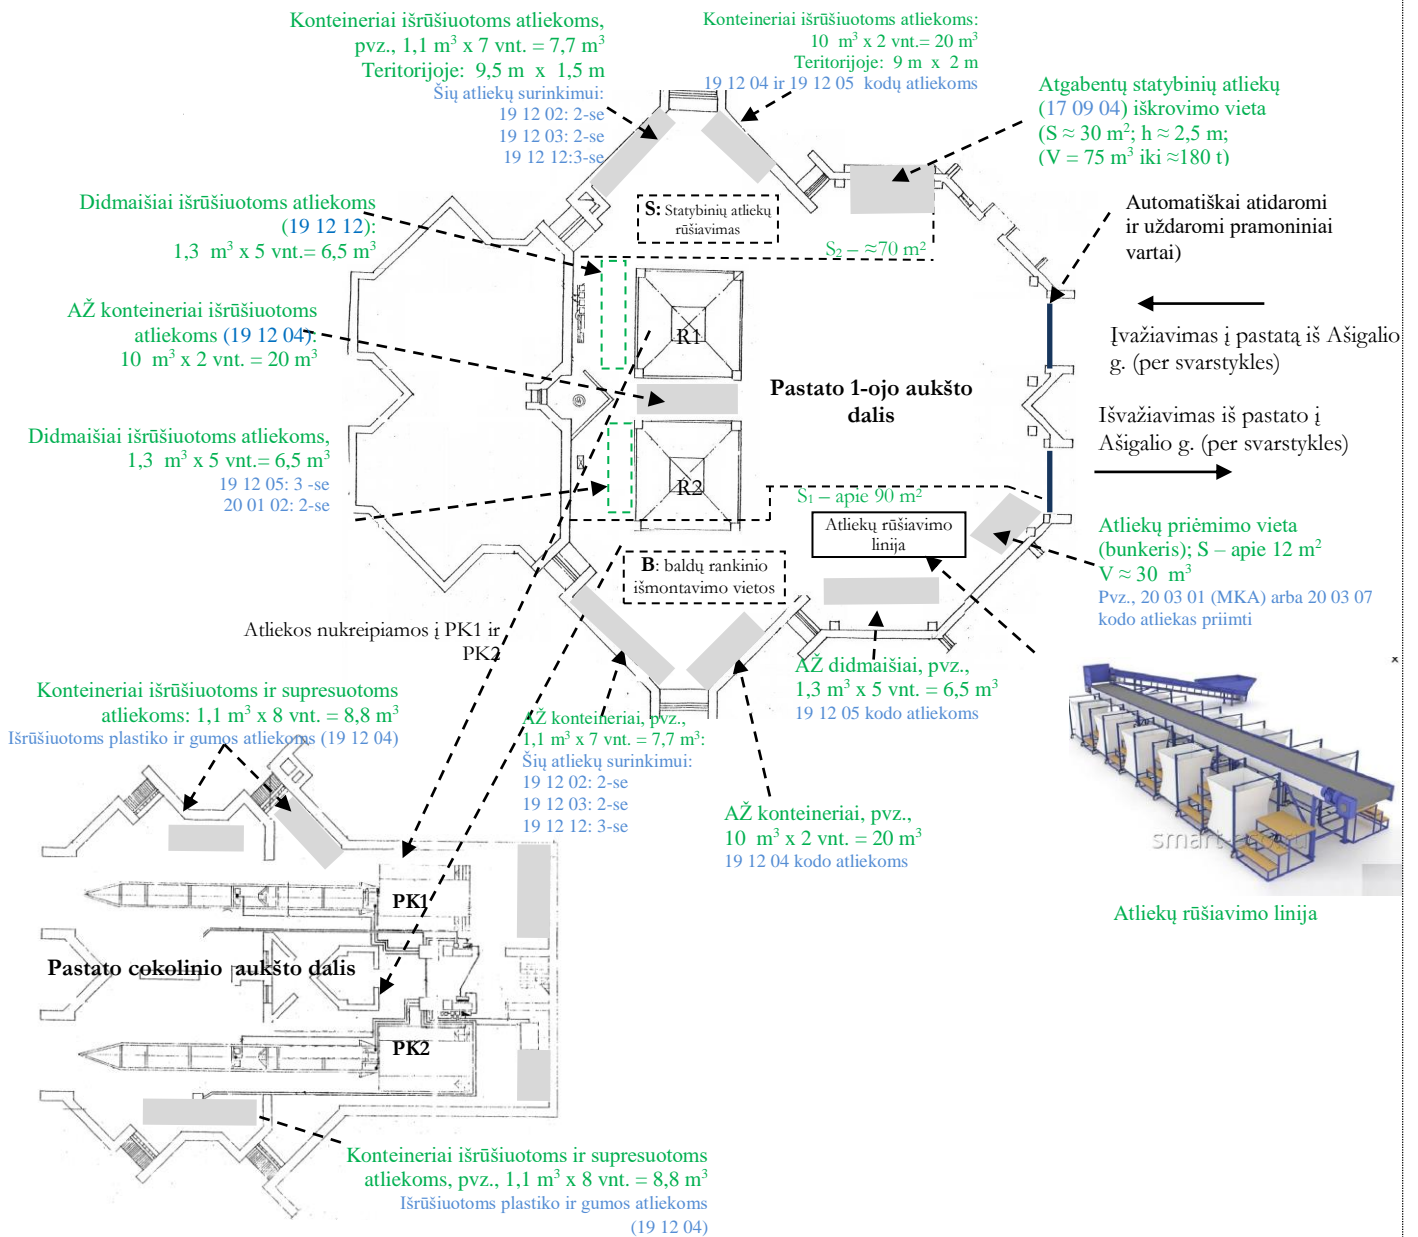 Konteineriai išrūšiuotoms atliekoms,
pvz., 1,1 m³ x 7 vnt. = 7,7 m³
Teritorijoje: 9,5 m x 1,5 m
Šių atliekų surinkimui:
19 12 02: 2-se
19 12 03: 2-se
19 12 12:3-se
Konteineriai išrūšiuotoms atliekoms:
10 m³ x 2 vnt.= 20 m³
Teritorijoje: 9 m x 2 m
19 12 04 ir 19 12 05 kodų atliekoms
Atgabentų statybinių atliekų
(17 09 04) iškrovimo vieta
(S ≈ 30 m²; h ≈ 2,5 m;
(V = 75 m³ iki ≈180 t)
Didmaišiai išrūšiuotoms atliekoms
(19 12 12):
1,3 m³ x 5 vnt.= 6,5 m³
S: Statybinių atliekų
rūšiavimas
S₂ – ≈70 m²
Automatiškai atidaromi
ir uždaromi pramoniniai
vartai)
AŽ konteineriai išrūšiuotoms
atliekoms (19 12 04):
10 m³ x 2 vnt. = 20 m³
R1
Įvažiavimas į pastatą iš Ašigalio
g. (per svarstykles)
Pastato 1-ojo aukšto
dalis
Išvažiavimas iš pastato į
Ašigalio g. (per svarstykles)
Didmaišiai išrūšiuotoms atliekoms,
1,3 m³ x 5 vnt.= 6,5 m³
19 12 05: 3 -se
20 01 02: 2-se
R2
S₁ – apie 90 m²
Atliekų rūšiavimo
linija
Atliekų priėmimo vieta
(bunkeris); S – apie 12 m²
V ≈ 30 m³
Pvz., 20 03 01 (MKA) arba 20 03 07
kodo atliekas priimti
B: baldų rankinio
išmontavimo vietos
Atliekos nukreipiamos į PK1 ir
PK2
AŽ didmaišiai, pvz.,
1,3 m³ x 5 vnt. = 6,5 m³
19 12 05 kodo atliekoms
x
Konteineriai išrūšiuotoms ir supresuotoms
atliekoms: 1,1 m³ x 8 vnt. = 8,8 m³
Išrūšiuotoms plastiko ir gumos atliekoms (19 12 04)
AŽ konteineriai, pvz.,
1,1 m³ x 7 vnt. = 7,7 m³:
Šių atliekų surinkimui:
19 12 02: 2-se
19 12 03: 2-se
19 12 12: 3-se
AŽ konteineriai, pvz.,
10 m³ x 2 vnt. = 20 m³
19 12 04 kodo atliekoms
Atliekų rūšiavimo linija
PK1
Pastato cokolinio aukšto dalis
PK2
Konteineriai išrūšiuotoms ir supresuotoms
atliekoms, pvz., 1,1 m³ x 8 vnt. = 8,8 m³
Išrūšiuotoms plastiko ir gumos atliekoms
(19 12 04)